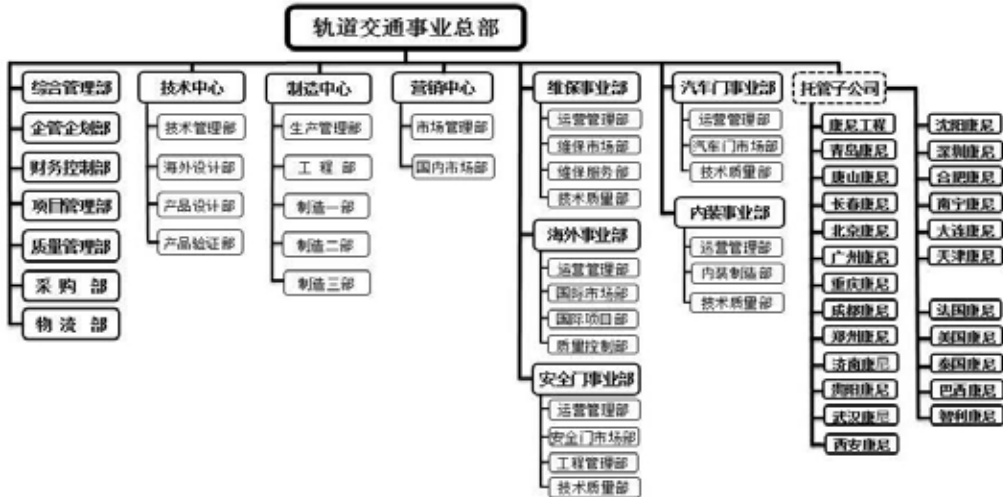 轨道交通事业总部
综合管理部
企管企划部
财务控制部
项目管理部
质量管理部
采购部
物流部
技术中心
技术管理部
海外设计部
产品设计部
产品验证部
制造中心
生产管理部
工程部
制造一部
制造二部
制造三部
营销中心
市场管理部
国内市场部
维保事业部
运营管理部
维保市场部
维保服务部
技术质量部
海外事业部
运营管理部
国际市场部
国际项目部
质量控制部
安全门事业部
运营管理部
安全门市场部
工程管理部
技术质量部
汽车门事业部
运营管理部
汽车门市场部
技术质量部
内装事业部
运营管理部
内装制造部
技术质量部
托管子公司
康尼工程
青岛康尼
唐山康尼
长春康尼
北京康尼
广州康尼
重庆康尼
成都康尼
郑州康尼
济南康尼
贵阳康尼
武汉康尼
西安康尼
沈阳康尼
深圳康尼
合肥康尼
南宁康尼
大连康尼
天津康尼
法国康尼
美国康尼
泰国康尼
巴西康尼
智利康尼